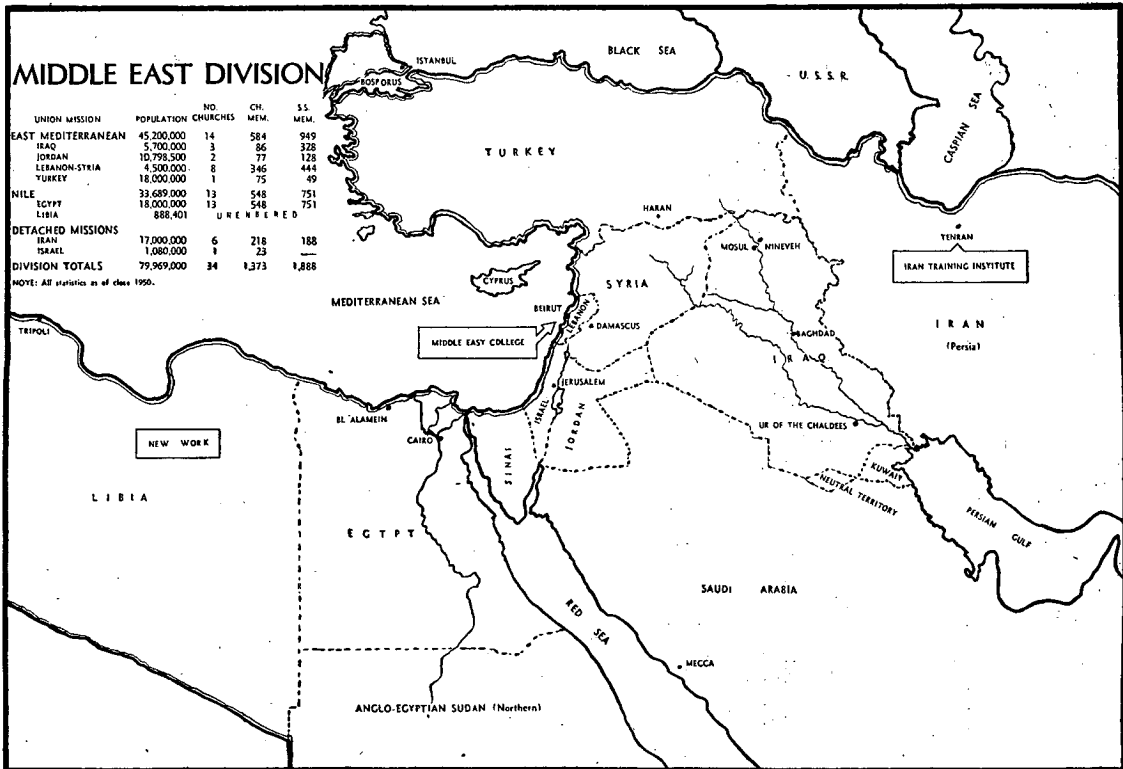 MIDDLE EAST DIVISION
UNION MISSION POPULATION NO. CHURCHES CH. MEM. S.S. MEM.
EAST MEDITERRANEAN 45,200,000 14 584 949
IRAQ 5,700,000 3 86 328
JORDAN 10,798,500 2 77 128
LEBANON-SYRIA 4,500,000 8 346 444
TURKEY 18,000,000 1 75 49
NILE 33,689,000 13 548 751
EGYPT 18,000,000 13 548 751
LIBIA 888,401 UNENBERED
DETACHED MISSIONS
IRAN 17,000,000 6 218 188
ISRAEL 1,080,000 1 23 —
DIVISION TOTALS 79,969,000 34 1,373 1,888
NOTE: All statistics as of close 1950.
BLACK SEA
ISTANBUL
BOSPORUS
U.S.S.R.
CASPIAN SEA
TURKEY
HARAN
MOSUL
NINEVEH
TENRAN
IRAN TRAINING INSTITUTE
CYPRUS
SYRIA
MEDITERRANEAN SEA
BEIRUT
LEBANON
DAMASCUS
BAGHDAD
IRAN
(Persia)
TRIPOLI
MIDDLE EASY COLLEGE
IRAQ
JERUSALEM
ISRAEL
JORDAN
BL ALAMEIN
CAIRO
UR OF THE CHALDEES
NEW WORK
SINAI
KUWAIT
NEUTRAL TERRITORY
LIBIA
PERSIAN GULF
EGYPT
SAUDI ARABIA
RED SEA
MECCA
ANGLO-EGYPTIAN SUDAN (Northern)